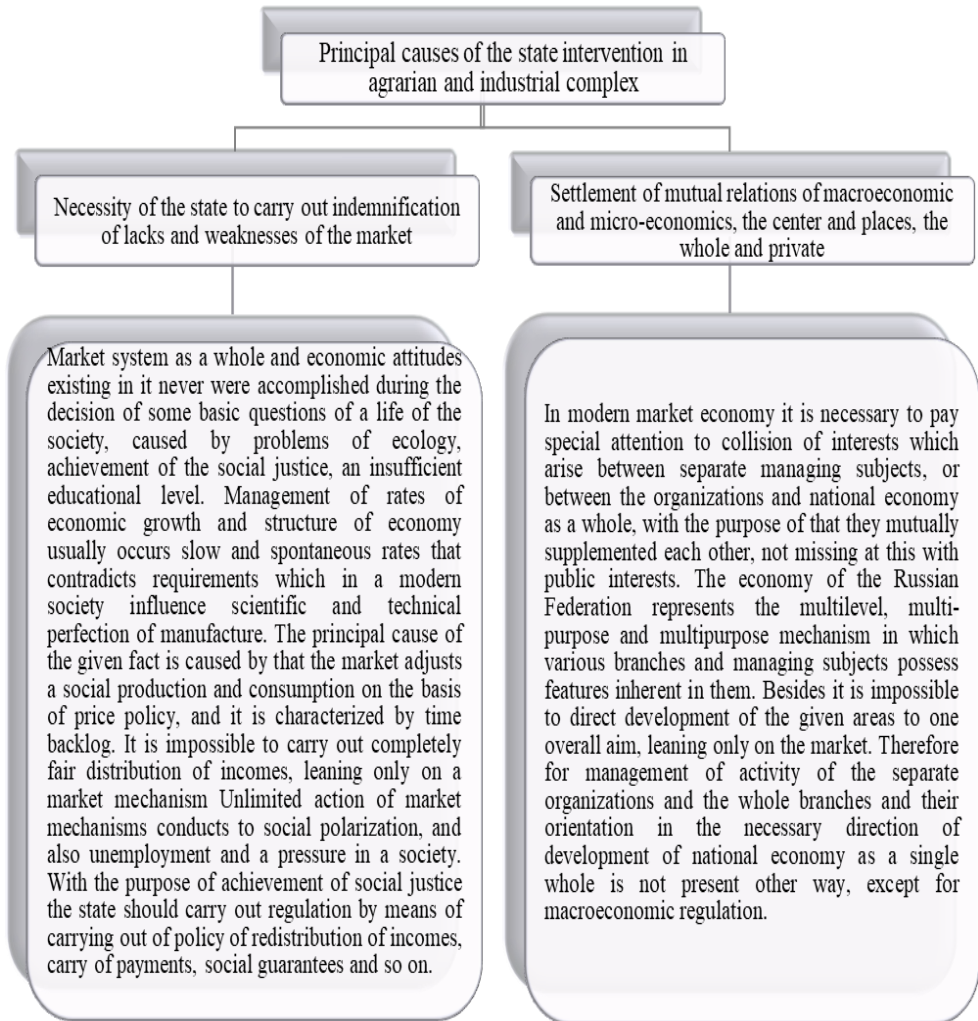 Principal causes of the state intervention in
agrarian and industrial complex
Necessity of the state to carry out indemnification
of lacks and weaknesses of the market
Settlement of mutual relations of macroeconomic
and micro-economics, the center and places, the
whole and private
Market system as a whole and economic attitudes
existing in it never were accomplished during the
decision of some basic questions of a life of the
society, caused by problems of ecology,
achievement of the social justice, an insufficient
educational level. Management of rates of
economic growth and structure of economy
usually occurs slow and spontaneous rates that
contradicts requirements which in a modern
society influence scientific and technical
perfection of manufacture. The principal cause of
the given fact is caused by that the market adjusts
a social production and consumption on the basis
of price policy, and it is characterized by time
backlog. It is impossible to carry out completely
fair distribution of incomes, leaning only on a
market mechanism Unlimited action of market
mechanisms conducts to social polarization, and
also unemployment and a pressure in a society.
With the purpose of achievement of social justice
the state should carry out regulation by means of
carrying out of policy of redistribution of incomes,
carry of payments, social guarantees and so on.
In modern market economy it is necessary to pay
special attention to collision of interests which
arise between separate managing subjects, or
between the organizations and national economy
as a whole, with the purpose of that they mutually
supplemented each other, not missing at this with
public interests. The economy of the Russian
Federation represents the multilevel, multi-
purpose and multipurpose mechanism in which
various branches and managing subjects possess
features inherent in them. Besides it is impossible
to direct development of the given areas to one
overall aim, leaning only on the market. Therefore
for management of activity of the separate
organizations and the whole branches and their
orientation in the necessary direction of
development of national economy as a single
whole is not present other way, except for
macroeconomic regulation.